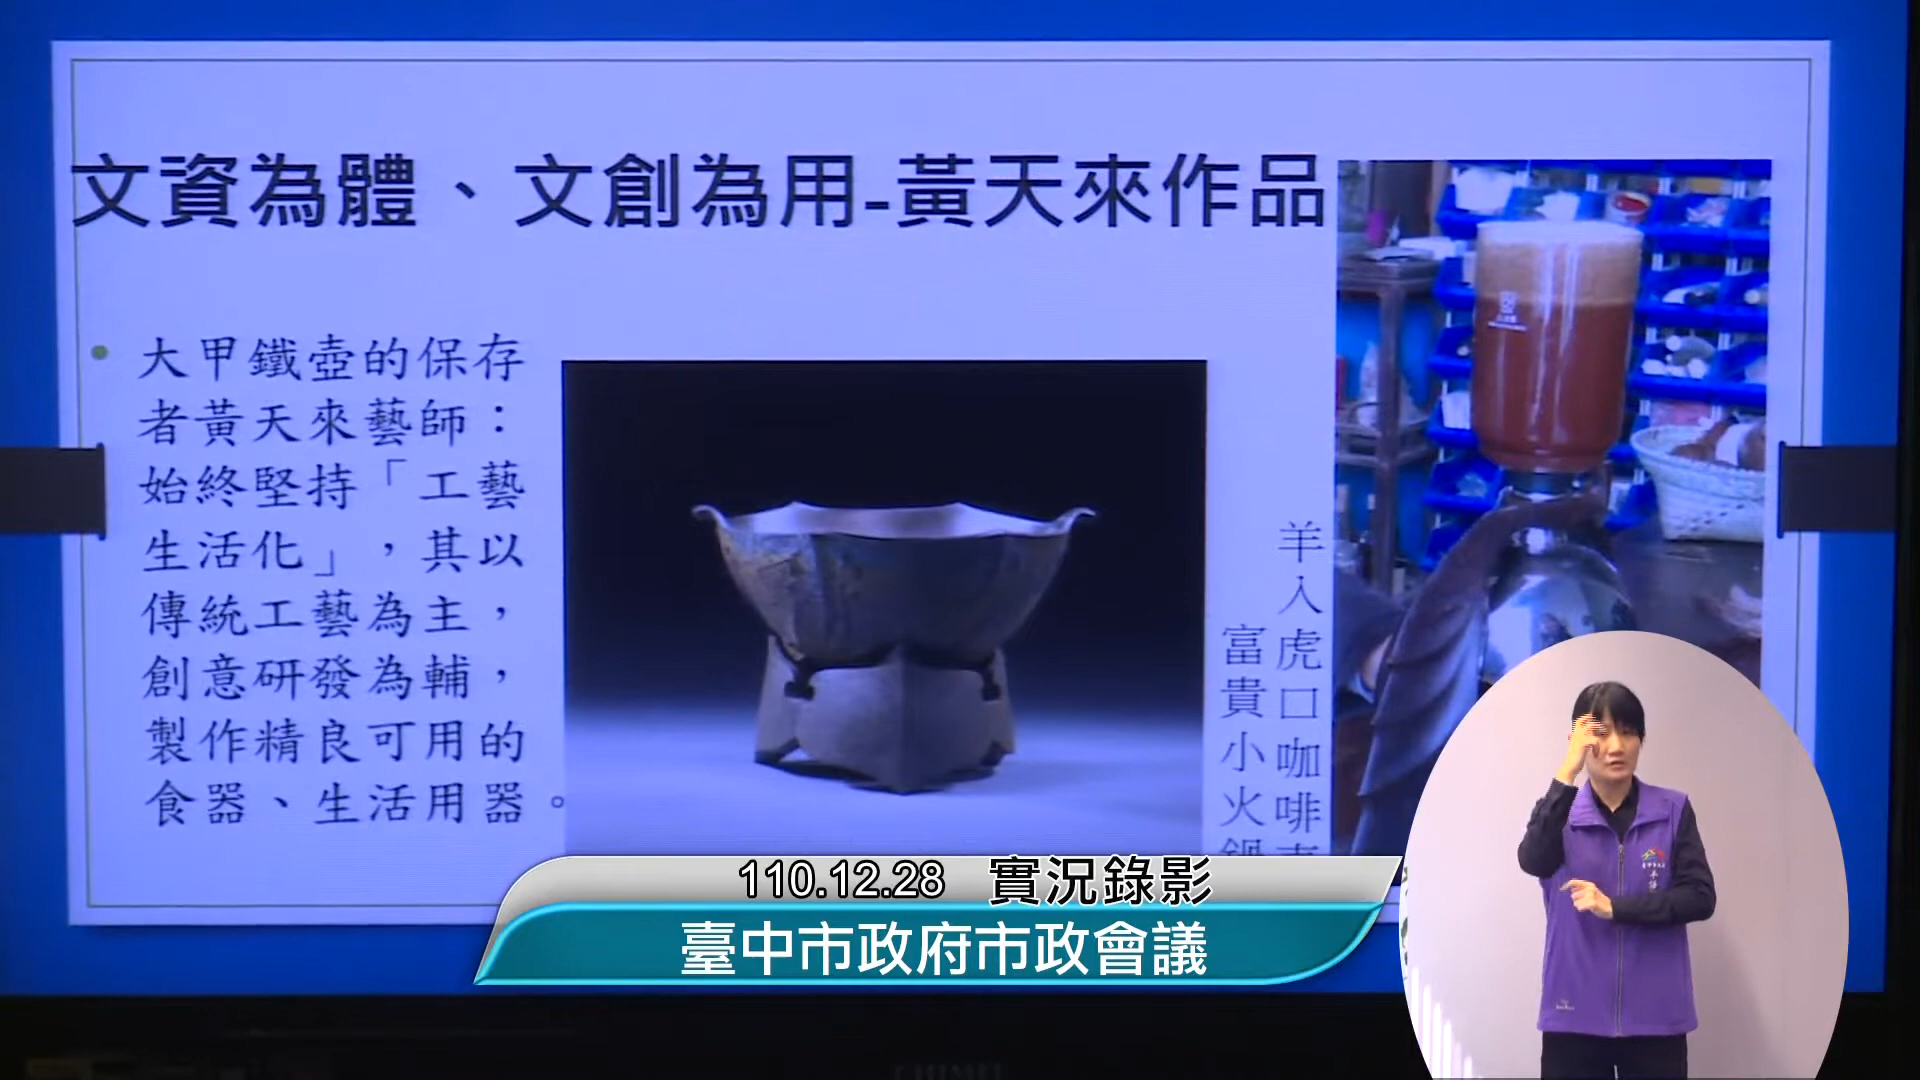 文資為體、文創為用-黃天來作品
大甲鐵壺的保存
者黃天來藝師：
始終堅持「工藝
生活化」，其以
傳統工藝為主，
創意研發為輔，
製作精良可用的
食器、生活用器。
羊入虎口咖啡
富貴小火鍋
110.12.28 實況錄影
臺中市政府市政會議